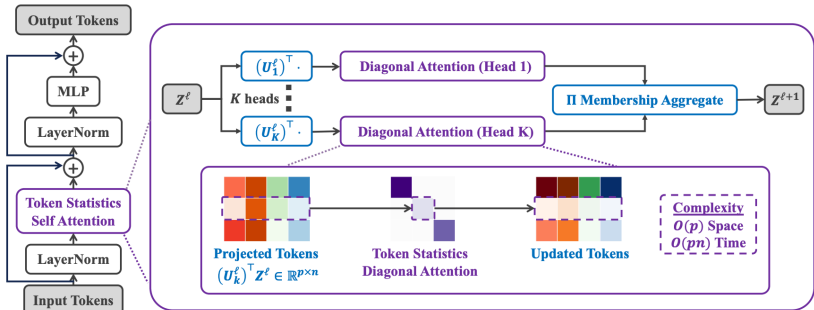 Output Tokens
+
MLP
LayerNorm
+
Token Statistics
Self Attention
LayerNorm
Input Tokens
Z^ℓ
(U_1^ℓ)^⊤ ·
K heads
(U_K^ℓ)^⊤ ·
Diagonal Attention (Head 1)
Diagonal Attention (Head K)
Π Membership Aggregate
Z^{ℓ+1}
Projected Tokens
(U_k^ℓ)^⊤ Z^ℓ ∈ ℝ^{p×n}
Token Statistics
Diagonal Attention
Updated Tokens
Complexity
O(p) Space
O(pn) Time